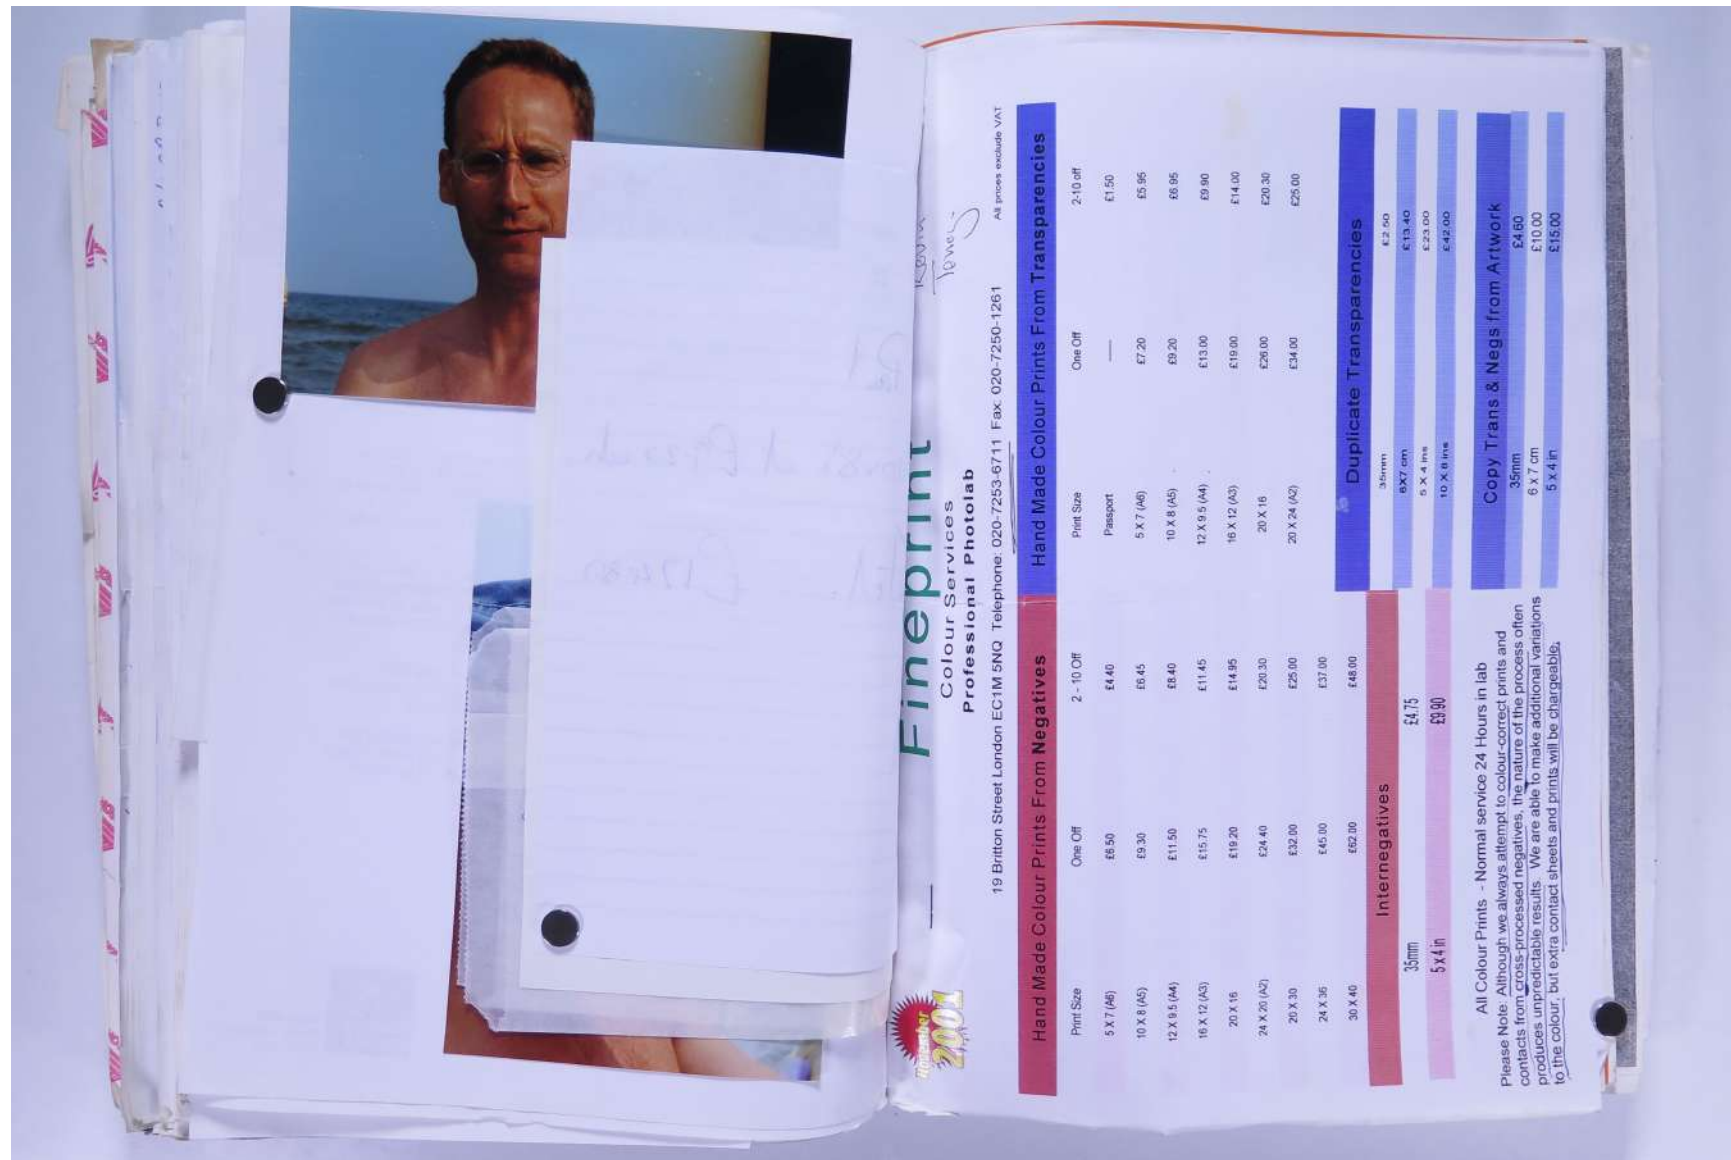 November 2001
Fineprint
Colour Services
Professional Photolab
19 Britton Street London EC1M 5NQ Telephone: 020-7253-6711 Fax: 020-7250-1261 All prices exclude VAT
Hand Made Colour Prints From Negatives
Print Size One Off 2 - 10 Off
5 X 7 (A6) £6.50 £4.40
10 X 8 (A5) £9.30 £6.45
12 X 9.5 (A4) £11.50 £8.40
16 X 12 (A3) £15.75 £11.45
20 X 16 £19.20 £14.95
24 X 20 (A2) £24.40 £20.30
20 X 30 £32.00 £25.00
24 X 36 £45.00 £37.00
30 X 40 £62.00 £48.00
Internegatives
35mm £4.75
5 x 4 in £9.90
Hand Made Colour Prints From Transparencies
Print Size One Off 2-10 off
Passport — £1.50
5 X 7 (A6) £7.20 £5.95
10 X 8 (A5) £9.20 £6.95
12 X 9.5 (A4) £13.00 £9.90
16 X 12 (A3) £19.00 £14.00
20 X 16 £26.00 £20.30
20 X 24 (A2) £34.00 £25.00
Duplicate Transparencies
35mm £2.50
6X7 cm £13.40
5 X 4 ins £23.00
10 X 8 ins £42.00
Copy Trans & Negs from Artwork
35mm £4.60
6 x 7 cm £10.00
5 x 4 in £15.00
All Colour Prints - Normal service 24 Hours in lab
Please Note: Although we always attempt to colour-correct prints and
contacts from cross-processed negatives, the nature of the process often
produces unpredictable results. We are able to make additional variations
to the colour, but extra contact sheets and prints will be chargeable.